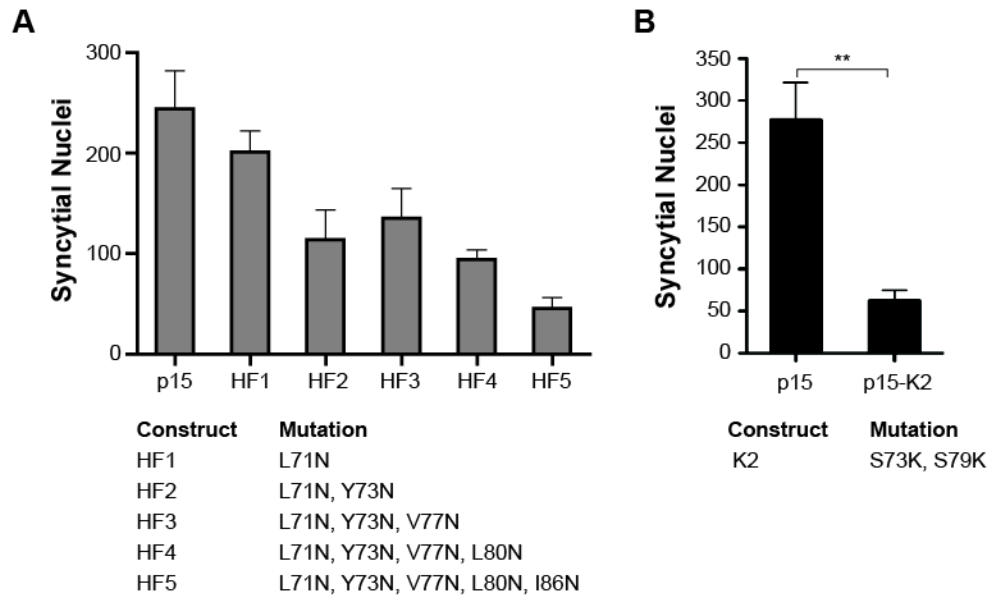 A
Syncytial Nuclei
300
200
100
0
p15 HF1 HF2 HF3 HF4 HF5
Construct Mutation
HF1 L71N
HF2 L71N, Y73N
HF3 L71N, Y73N, V77N
HF4 L71N, Y73N, V77N, L80N
HF5 L71N, Y73N, V77N, L80N, I86N
B
Syncytial Nuclei
350
300
250
200
150
100
50
0
**
p15 p15-K2
Construct Mutation
K2 S73K, S79K